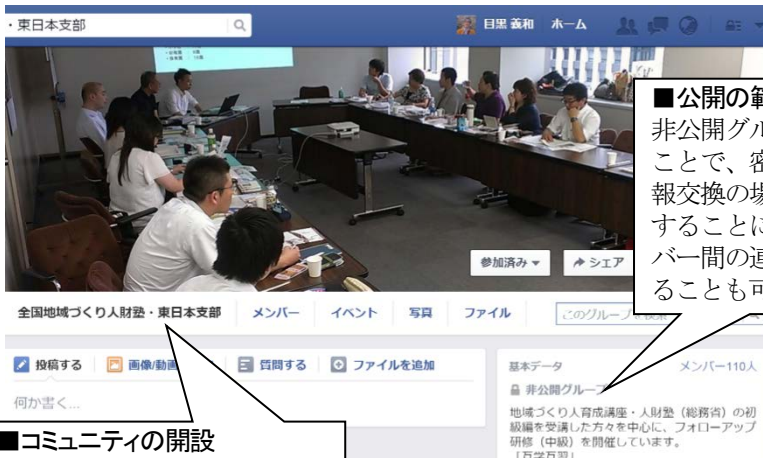 ・東日本支部
目黒 義和 ホーム
■公開の範
非公開グル
ことで、密
報交換の場
することに
バー間の連
ることも可
参加済み シェア
全国地域づくり人財塾・東日本支部 メンバー イベント 写真 ファイル
投稿する 画像/動画 質問する ファイルを追加
何か書く...
基本データ メンバー110人
非公開グループ
地域づくり人育成講座・人財塾（総務省）の初
級編を受講した方々を中心に、フォローアップ
研修（中級）を開催しています。
■コミュニティの開設